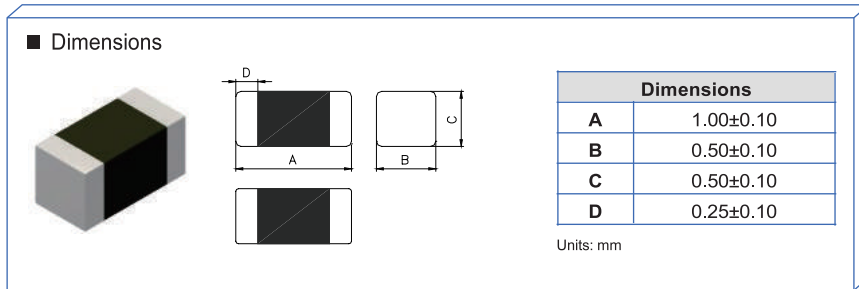 ■ Dimensions
D
A
B
C
Dimensions
A 1.00±0.10
B 0.50±0.10
C 0.50±0.10
D 0.25±0.10
Units: mm